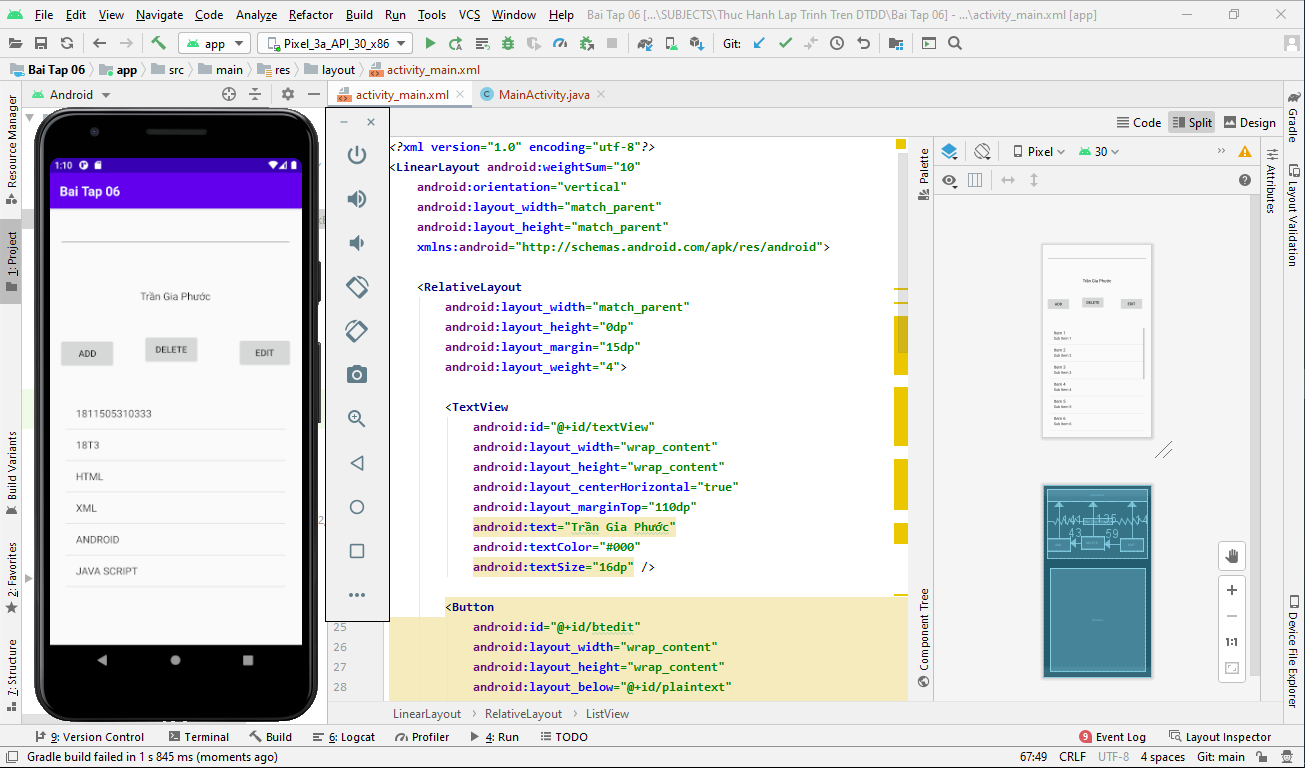 File Edit View Navigate Code Analyze Refactor Build Run Tools VCS Window Help Bai Tap 06 [...\SUBJECTS\Thuc Hanh Lap Trinh Tren DTDD\Bai Tap 06] - ...\activity_main.xml [app]
app Pixel_3a_API_30_x86 Git:
Bai Tap 06 app src main res layout activity_main.xml
Android activity_main.xml MainActivity.java
Code Split Design
Resource Manager
1: Project
Build Variants
2: Favorites
7: Structure
1:10
Bai Tap 06
Trần Gia Phước
ADD DELETE EDIT
1811505310333
18T3
HTML
XML
ANDROID
JAVA SCRIPT
<?xml version="1.0" encoding="utf-8"?>
<LinearLayout android:weightSum="10"
android:orientation="vertical"
android:layout_width="match_parent"
android:layout_height="match_parent"
xmlns:android="http://schemas.android.com/apk/res/android">
<RelativeLayout
android:layout_width="match_parent"
android:layout_height="0dp"
android:layout_margin="15dp"
android:layout_weight="4">
<TextView
android:id="@+id/textView"
android:layout_width="wrap_content"
android:layout_height="wrap_content"
android:layout_centerHorizontal="true"
android:layout_marginTop="110dp"
android:text="Trần Gia Phước"
android:textColor="#000"
android:textSize="16dp" />
<Button
25 android:id="@+id/btedit"
26 android:layout_width="wrap_content"
27 android:layout_height="wrap_content"
28 android:layout_below="@+id/plaintext"
LinearLayout RelativeLayout ListView
Palette
Component Tree
Pixel 30
Trần Gia Phước
ADD DELETE EDIT
Item 1
Sub Item 1
Item 2
Sub Item 2
Item 3
Sub Item 3
Item 4
Sub Item 4
Item 5
Sub Item 5
Item 6
Sub Item 6
43 59
1:1
Gradle
Attributes
Layout Validation
Device File Explorer
9: Version Control Terminal Build 6: Logcat Profiler 4: Run TODO 9 Event Log Layout Inspector
Gradle build failed in 1 s 845 ms (moments ago) 67:49 CRLF UTF-8 4 spaces Git: main